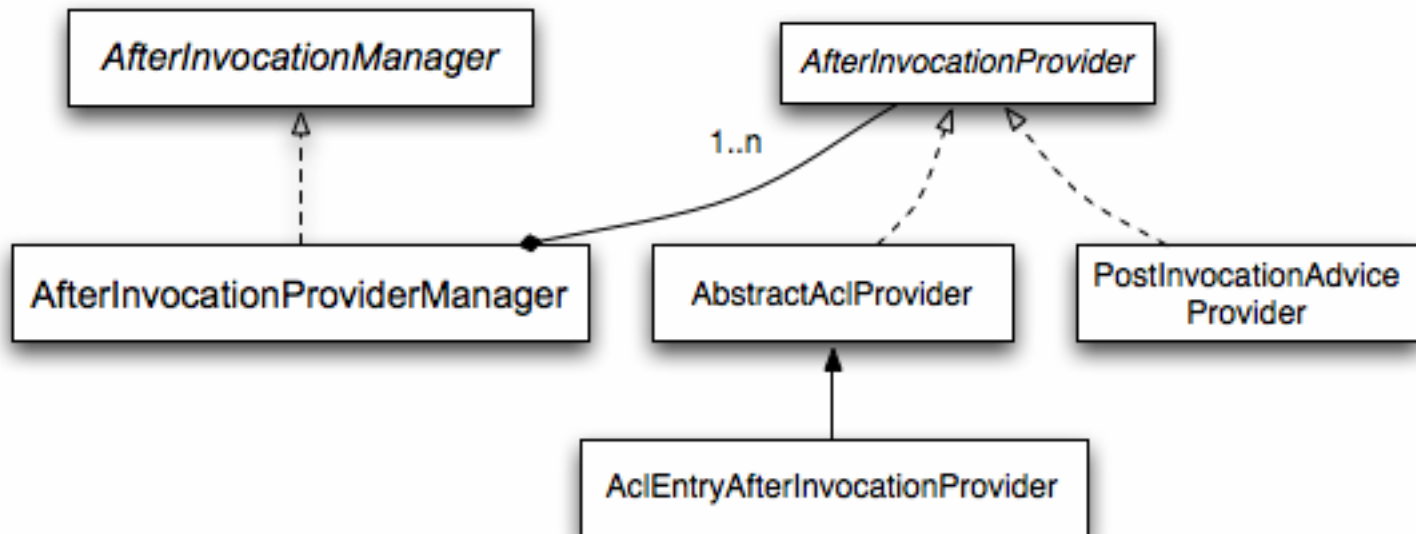 AfterInvocationManager
AfterInvocationProvider
1..n
AfterInvocationProviderManager
AbstractAclProvider
PostInvocationAdvice
Provider
AclEntryAfterInvocationProvider